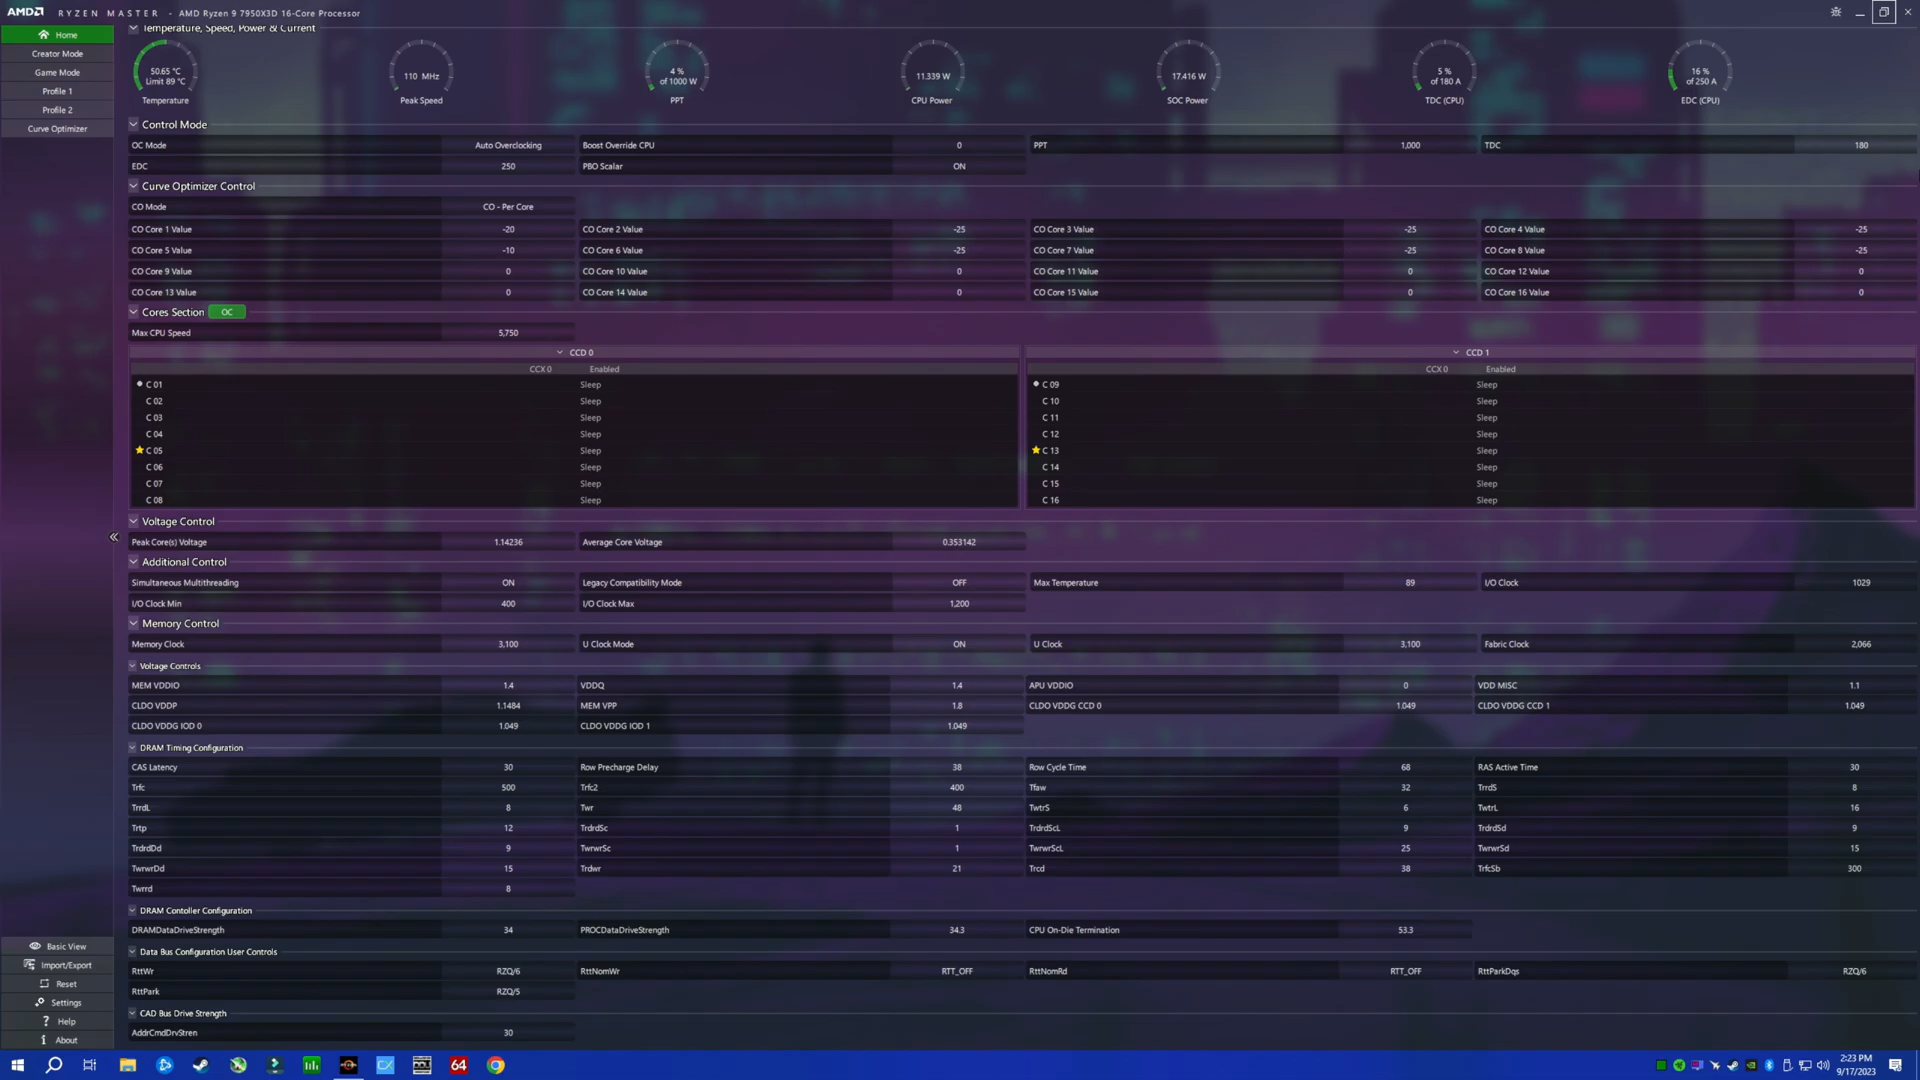 AMD RYZEN MASTER - AMD Ryzen 9 7950X3D 16-Core Processor
Home
Creator Mode
Game Mode
Profile 1
Profile 2
Curve Optimizer
Temperature, Speed, Power & Current
50.65 °C
Limit 89 °C
Temperature
110 MHz
Peak Speed
4 %
of 1000 W
PPT
11.339 W
CPU Power
17.416 W
SOC Power
5 %
of 180 A
TDC (CPU)
16 %
of 250 A
EDC (CPU)
Control Mode
OC Mode Auto Overclocking Boost Override CPU 0 PPT 1,000 TDC 180
EDC 250 PBO Scalar ON
Curve Optimizer Control
CO Mode CO - Per Core
CO Core 1 Value -20 CO Core 2 Value -25 CO Core 3 Value -25 CO Core 4 Value -25
CO Core 5 Value -10 CO Core 6 Value -25 CO Core 7 Value -25 CO Core 8 Value -25
CO Core 9 Value 0 CO Core 10 Value 0 CO Core 11 Value 0 CO Core 12 Value 0
CO Core 13 Value 0 CO Core 14 Value 0 CO Core 15 Value 0 CO Core 16 Value 0
Cores Section OC
Max CPU Speed 5,750
CCD 0 CCD 1
CCX 0 Enabled CCX 0 Enabled
C 01 Sleep C 09 Sleep
C 02 Sleep C 10 Sleep
C 03 Sleep C 11 Sleep
C 04 Sleep C 12 Sleep
C 05 Sleep C 13 Sleep
C 06 Sleep C 14 Sleep
C 07 Sleep C 15 Sleep
C 08 Sleep C 16 Sleep
Voltage Control
Peak Core(s) Voltage 1.14236 Average Core Voltage 0.353142
Additional Control
Simultaneous Multithreading ON Legacy Compatibility Mode OFF Max Temperature 89 I/O Clock 1029
I/O Clock Min 400 I/O Clock Max 1,200
Memory Control
Memory Clock 3,100 U Clock Mode ON U Clock 3,100 Fabric Clock 2,066
Voltage Controls
MEM VDDIO 1.4 VDDQ 1.4 APU VDDIO 0 VDD MISC 1.1
CLDO VDDP 1.1484 MEM VPP 1.8 CLDO VDDG CCD 0 1.049 CLDO VDDG CCD 1 1.049
CLDO VDDG IOD 0 1.049 CLDO VDDG IOD 1 1.049
DRAM Timing Configuration
CAS Latency 30 Row Precharge Delay 38 Row Cycle Time 68 RAS Active Time 30
Trfc 500 Trfc2 400 Tfaw 32 TrrdS 8
TrrdL 8 Twr 48 TwtrS 6 TwtrL 16
Trtp 12 TrdrdSc 1 TrdrdScL 9 TrdrdSd 9
TrdrdDd 9 TwrwrSc 1 TwrwrScL 25 TwrwrSd 15
TwrwrDd 15 Trdwr 21 Trcd 38 TrfcSb 300
Twrrd 8
DRAM Contoller Configuration
DRAMDataDriveStrength 34 PROCDataDriveStrength 34.3 CPU On-Die Termination 53.3
Data Bus Configuration User Controls
RttWr RZQ/6 RttNomWr RTT_OFF RttNomRd RTT_OFF RttParkDqs RZQ/6
RttPark RZQ/5
CAD Bus Drive Strength
AddrCmdDrvStren 30
Basic View
Import/Export
Reset
Settings
Help
About
CX
64
2:23 PM
9/17/2023